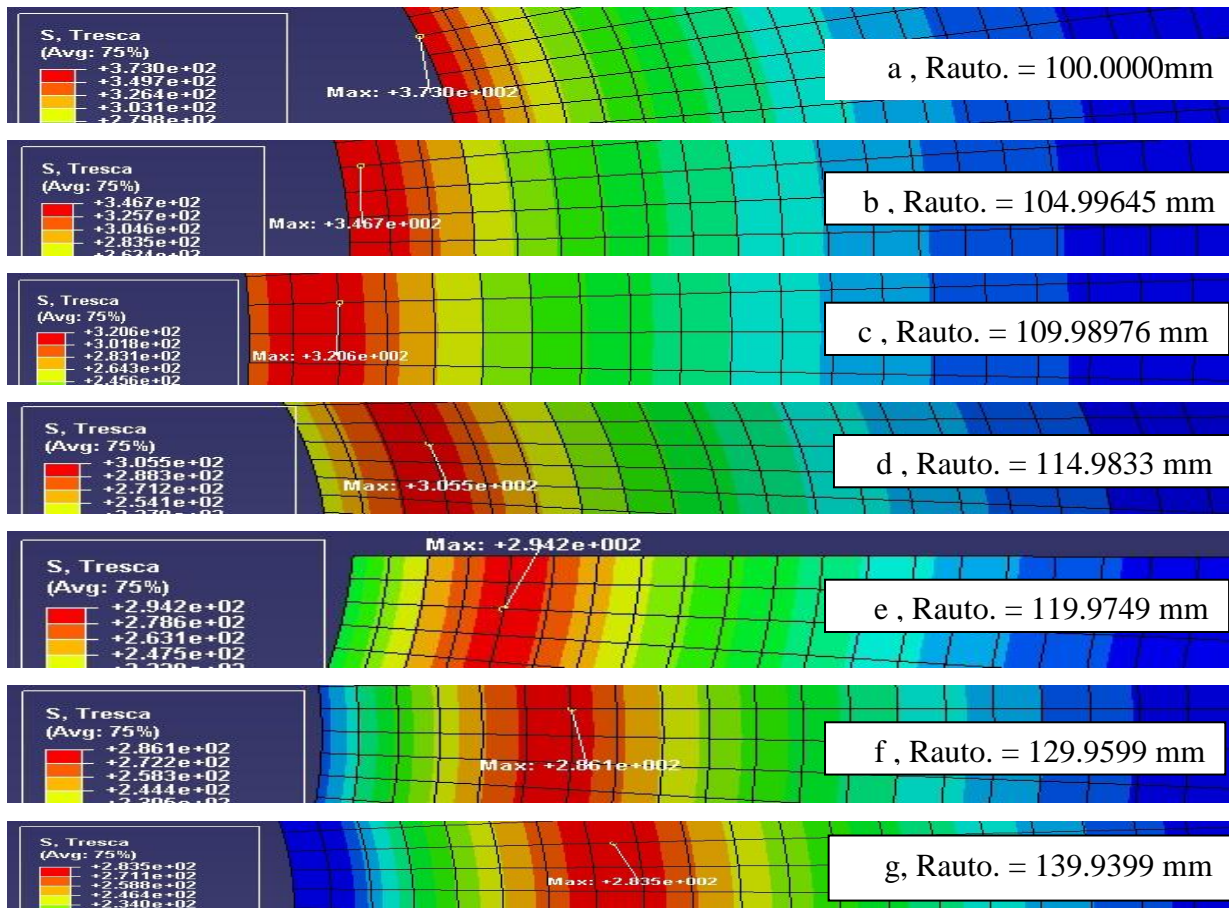 S, Tresca
(Avg: 75%)
+3.730e+02
+3.497e+02
+3.264e+02
+3.031e+02
+2.798e+02
Max: +3.730e+002
a , Rauto. = 100.0000mm
S, Tresca
(Avg: 75%)
+3.467e+02
+3.257e+02
+3.046e+02
+2.835e+02
+2.624e+02
Max: +3.467e+002
b , Rauto. = 104.99645 mm
S, Tresca
(Avg: 75%)
+3.206e+02
+3.018e+02
+2.831e+02
+2.643e+02
+2.456e+02
Max: +3.206e+002
c , Rauto. = 109.98976 mm
S, Tresca
(Avg: 75%)
+3.055e+02
+2.883e+02
+2.712e+02
+2.541e+02
Max: +3.055e+002
d , Rauto. = 114.9833 mm
Max: +2.942e+002
S, Tresca
(Avg: 75%)
+2.942e+02
+2.786e+02
+2.631e+02
+2.475e+02
e , Rauto. = 119.9749 mm
S, Tresca
(Avg: 75%)
+2.861e+02
+2.722e+02
+2.583e+02
+2.444e+02
Max: +2.861e+002
f , Rauto. = 129.9599 mm
S, Tresca
(Avg: 75%)
+2.835e+02
+2.711e+02
+2.588e+02
+2.464e+02
+2.340e+02
Max: +2.835e+002
g, Rauto. = 139.9399 mm